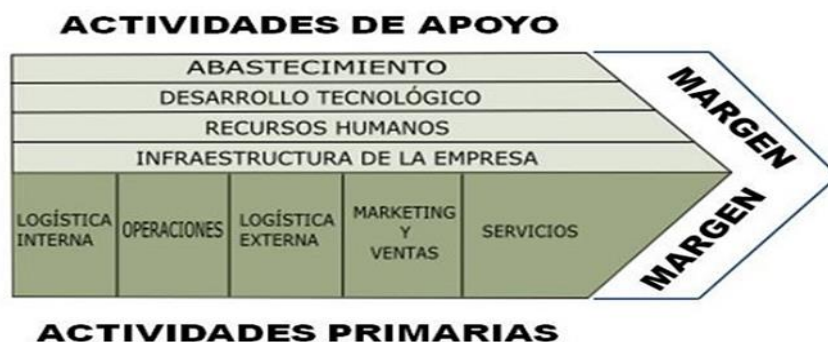 ACTIVIDADES DE APOYO
ABASTECIMIENTO
DESARROLLO TECNOLÓGICO
RECURSOS HUMANOS
INFRAESTRUCTURA DE LA EMPRESA
MARGEN
LOGÍSTICA
INTERNA
OPERACIONES
LOGÍSTICA
EXTERNA
MARKETING
Y
VENTAS
SERVICIOS
MARGEN
ACTIVIDADES PRIMARIAS